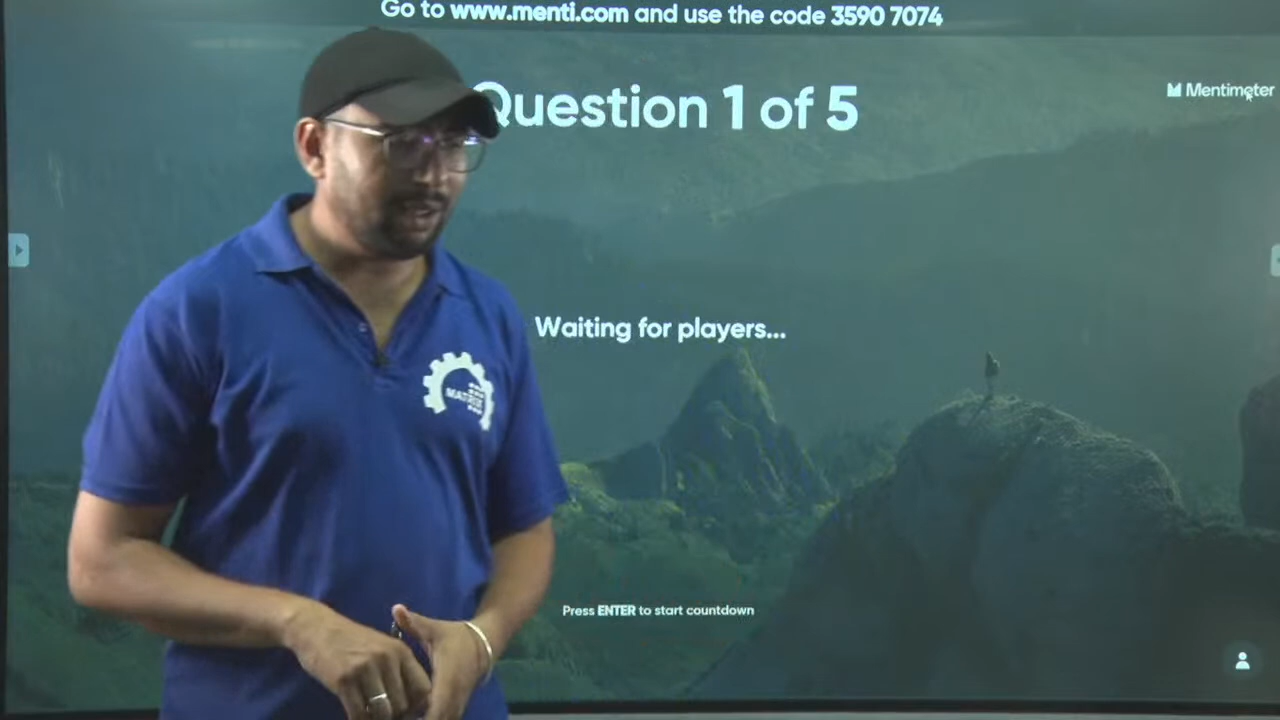 Go to www.menti.com and use the code 3590 7074
Question 1 of 5
Mentimeter
Waiting for players...
MATRIX
Press ENTER to start countdown